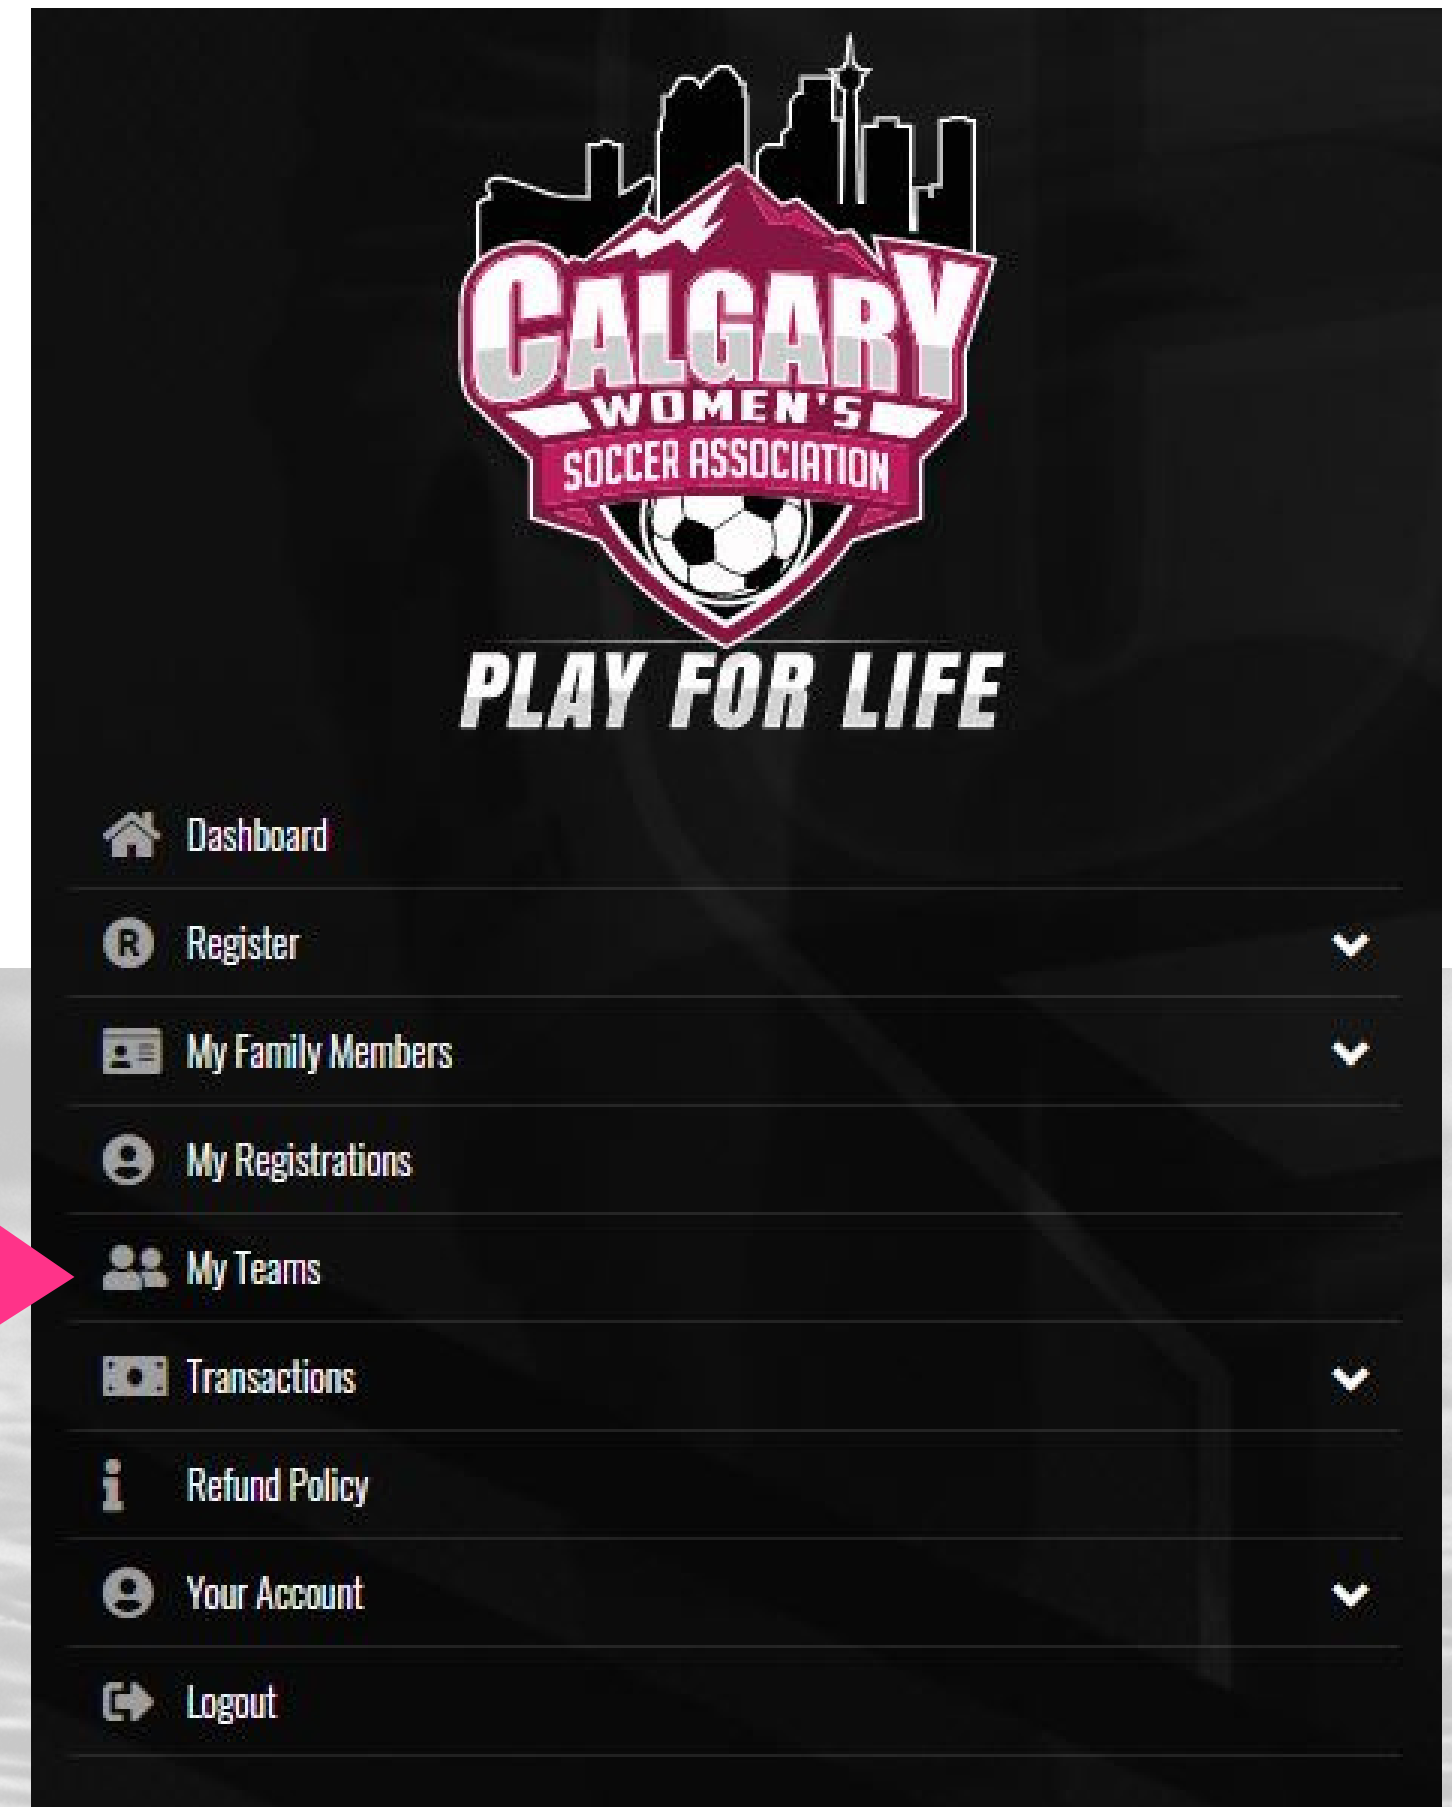 CALGARY
WOMEN'S
SOCCER ASSOCIATION
PLAY FOR LIFE
Dashboard
R Register
My Family Members
My Registrations
My Teams
Transactions
Refund Policy
Your Account
Logout